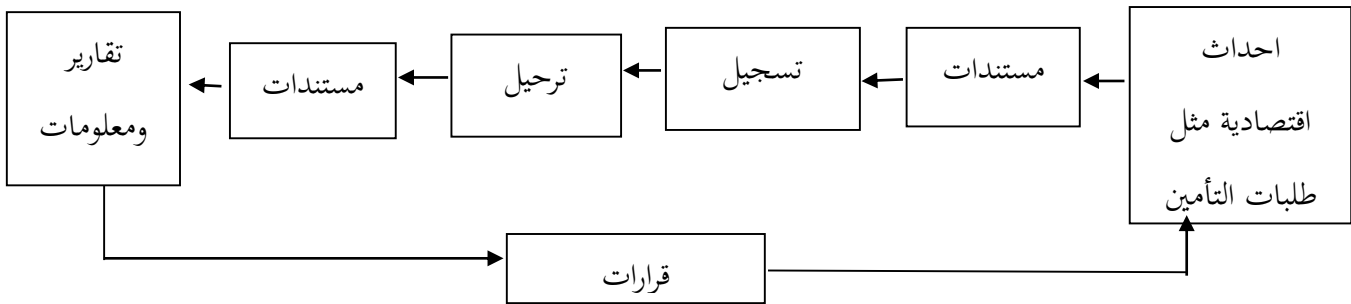 احداث
اقتصادية مثل
طلبات التأمين
مستندات
تسجيل
ترحيل
مستندات
تقارير
ومعلومات
قرارات